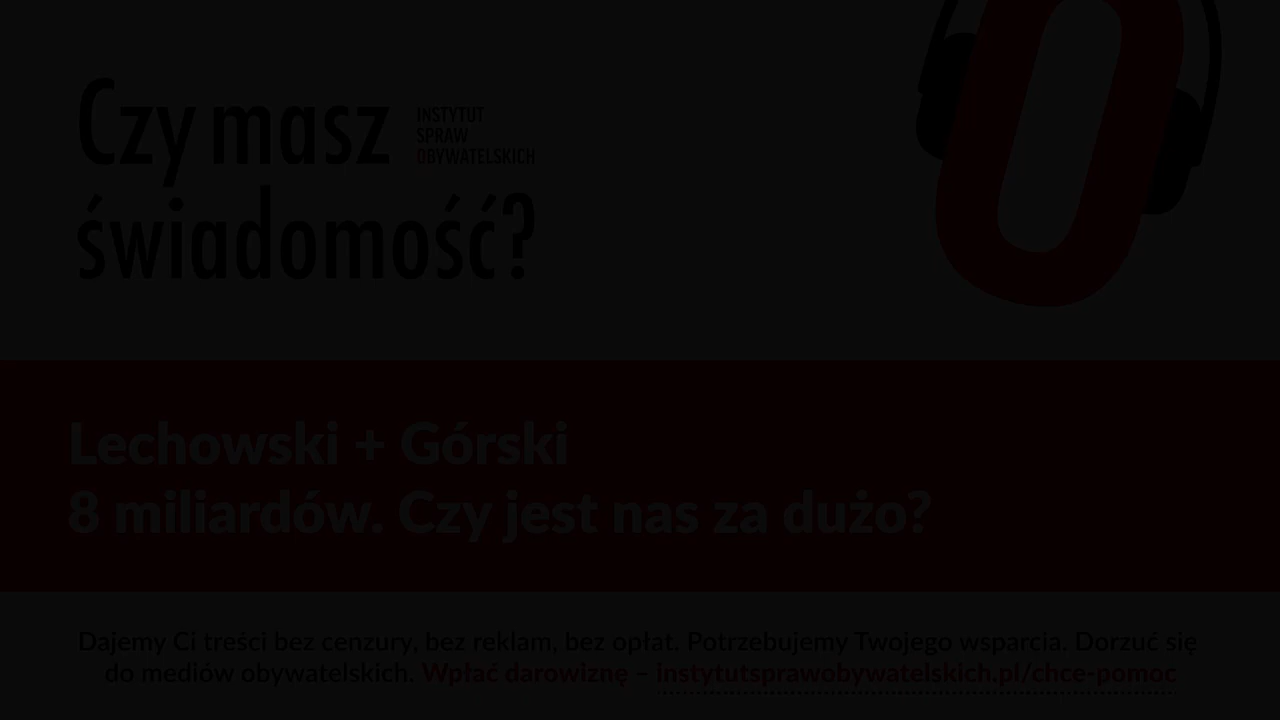 Czy masz
świadomość?
INSTYTUT
SPRAW
OBYWATELSKICH
Lechowski + Górski
8 miliardów. Czy jest nas za dużo?
Dajemy Ci treści bez cenzury, bez reklam, bez opłat. Potrzebujemy Twojego wsparcia. Dorzuć się
do mediów obywatelskich. Wpłać darowiznę – instytutsprawobywatelskich.pl/chce-pomoc